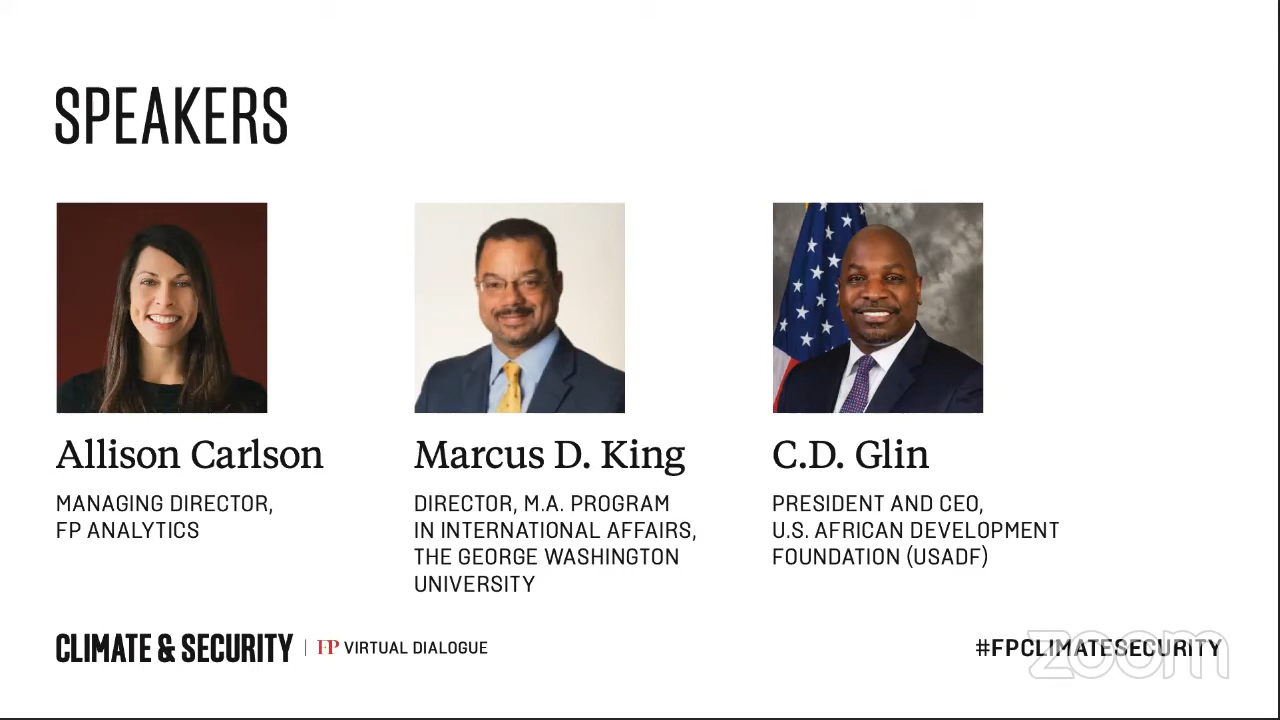 SPEAKERS
Allison Carlson
MANAGING DIRECTOR,
FP ANALYTICS
Marcus D. King
DIRECTOR, M.A. PROGRAM
IN INTERNATIONAL AFFAIRS,
THE GEORGE WASHINGTON
UNIVERSITY
C.D. Glin
PRESIDENT AND CEO,
U.S. AFRICAN DEVELOPMENT
FOUNDATION (USADF)
CLIMATE & SECURITY | FP VIRTUAL DIALOGUE
#FPCLIMATESECURITY
zoom